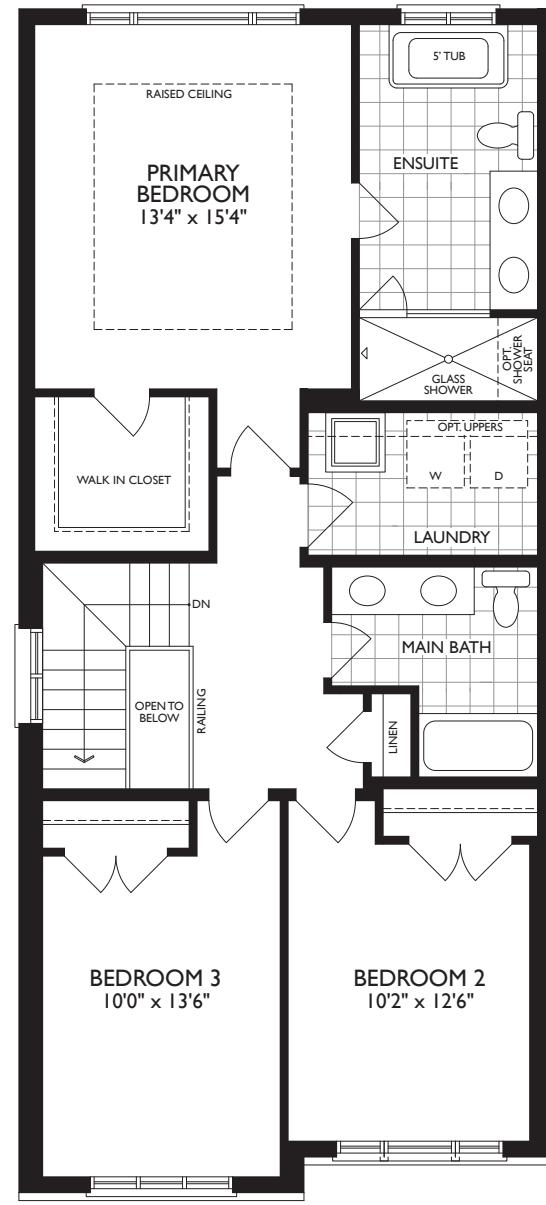 5' TUB
RAISED CEILING
PRIMARY
BEDROOM
13'4" x 15'4"
ENSUITE
OPT.
SHOWER
SEAT
GLASS
SHOWER
OPT. UPPERS
W
D
WALK IN CLOSET
LAUNDRY
DN
MAIN BATH
OPEN TO
BELOW
RAILING
LINEN
BEDROOM 3
10'0" x 13'6"
BEDROOM 2
10'2" x 12'6"